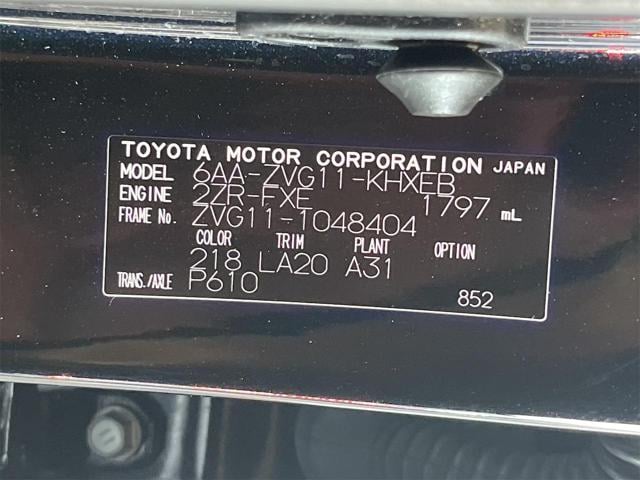 TOYOTA MOTOR CORPORATION JAPAN
MODEL 6AA-ZVG11-KHXEB
ENGINE 2ZR-FXE 1797 mL
FRAME No. ZVG11-1048404
COLOR TRIM PLANT OPTION
218 LA20 A31
TRANS./AXLE P610
852